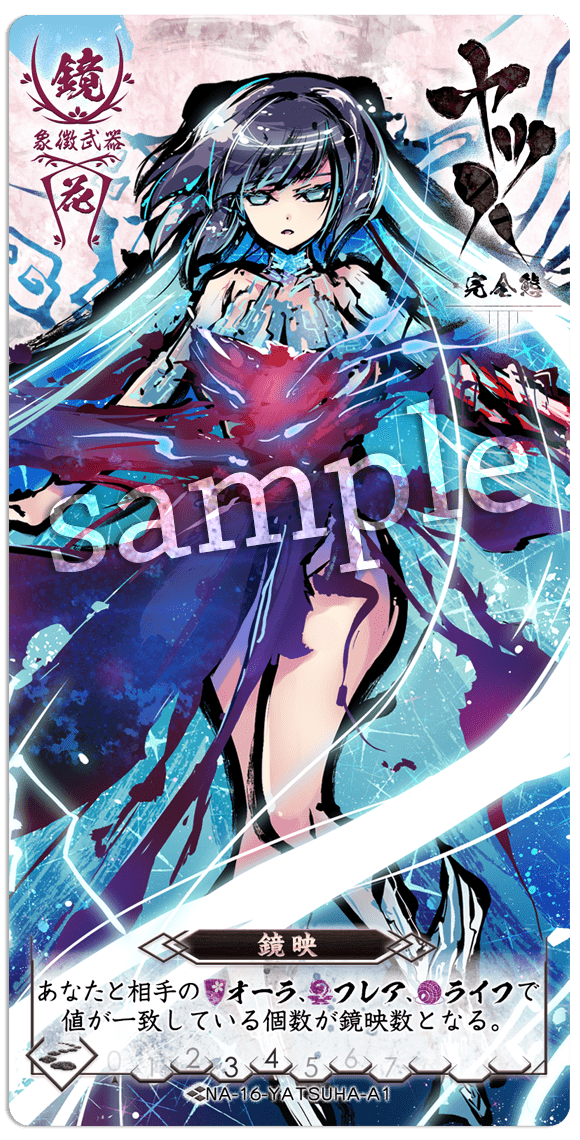 鏡
象徴武器
花
ヤツハ
完全態
sample
鏡映
あなたと相手のオーラ、フレア、ライフで
値が一致している個数が鏡映数となる。
0 1 2 3 4 5 6 7
NA-16-YATSUHA-A1